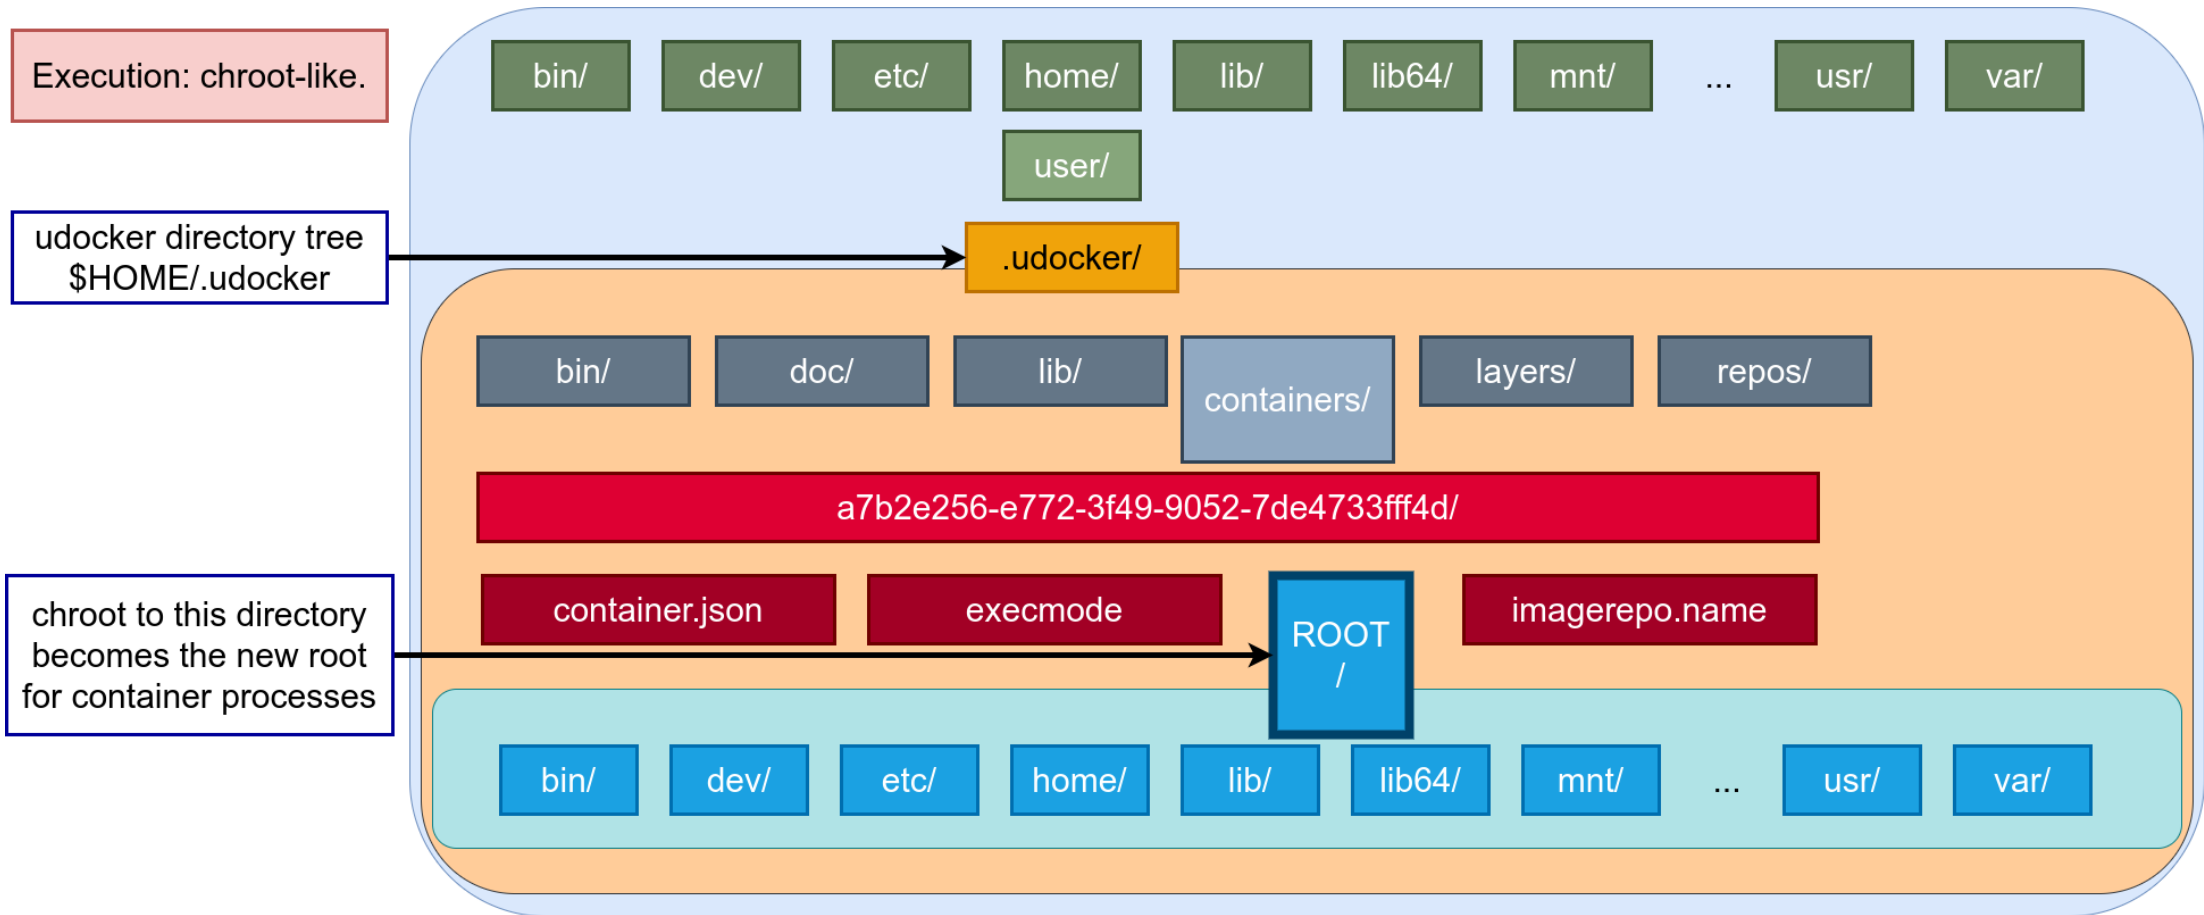 Execution: chroot-like.
bin/
dev/
etc/
home/
lib/
lib64/
mnt/
...
usr/
var/
user/
udocker directory tree
$HOME/.udocker
.udocker/
bin/
doc/
lib/
containers/
layers/
repos/
a7b2e256-e772-3f49-9052-7de4733fff4d/
chroot to this directory
becomes the new root
for container processes
container.json
execmode
ROOT
/
imagerepo.name
bin/
dev/
etc/
home/
lib/
lib64/
mnt/
...
usr/
var/